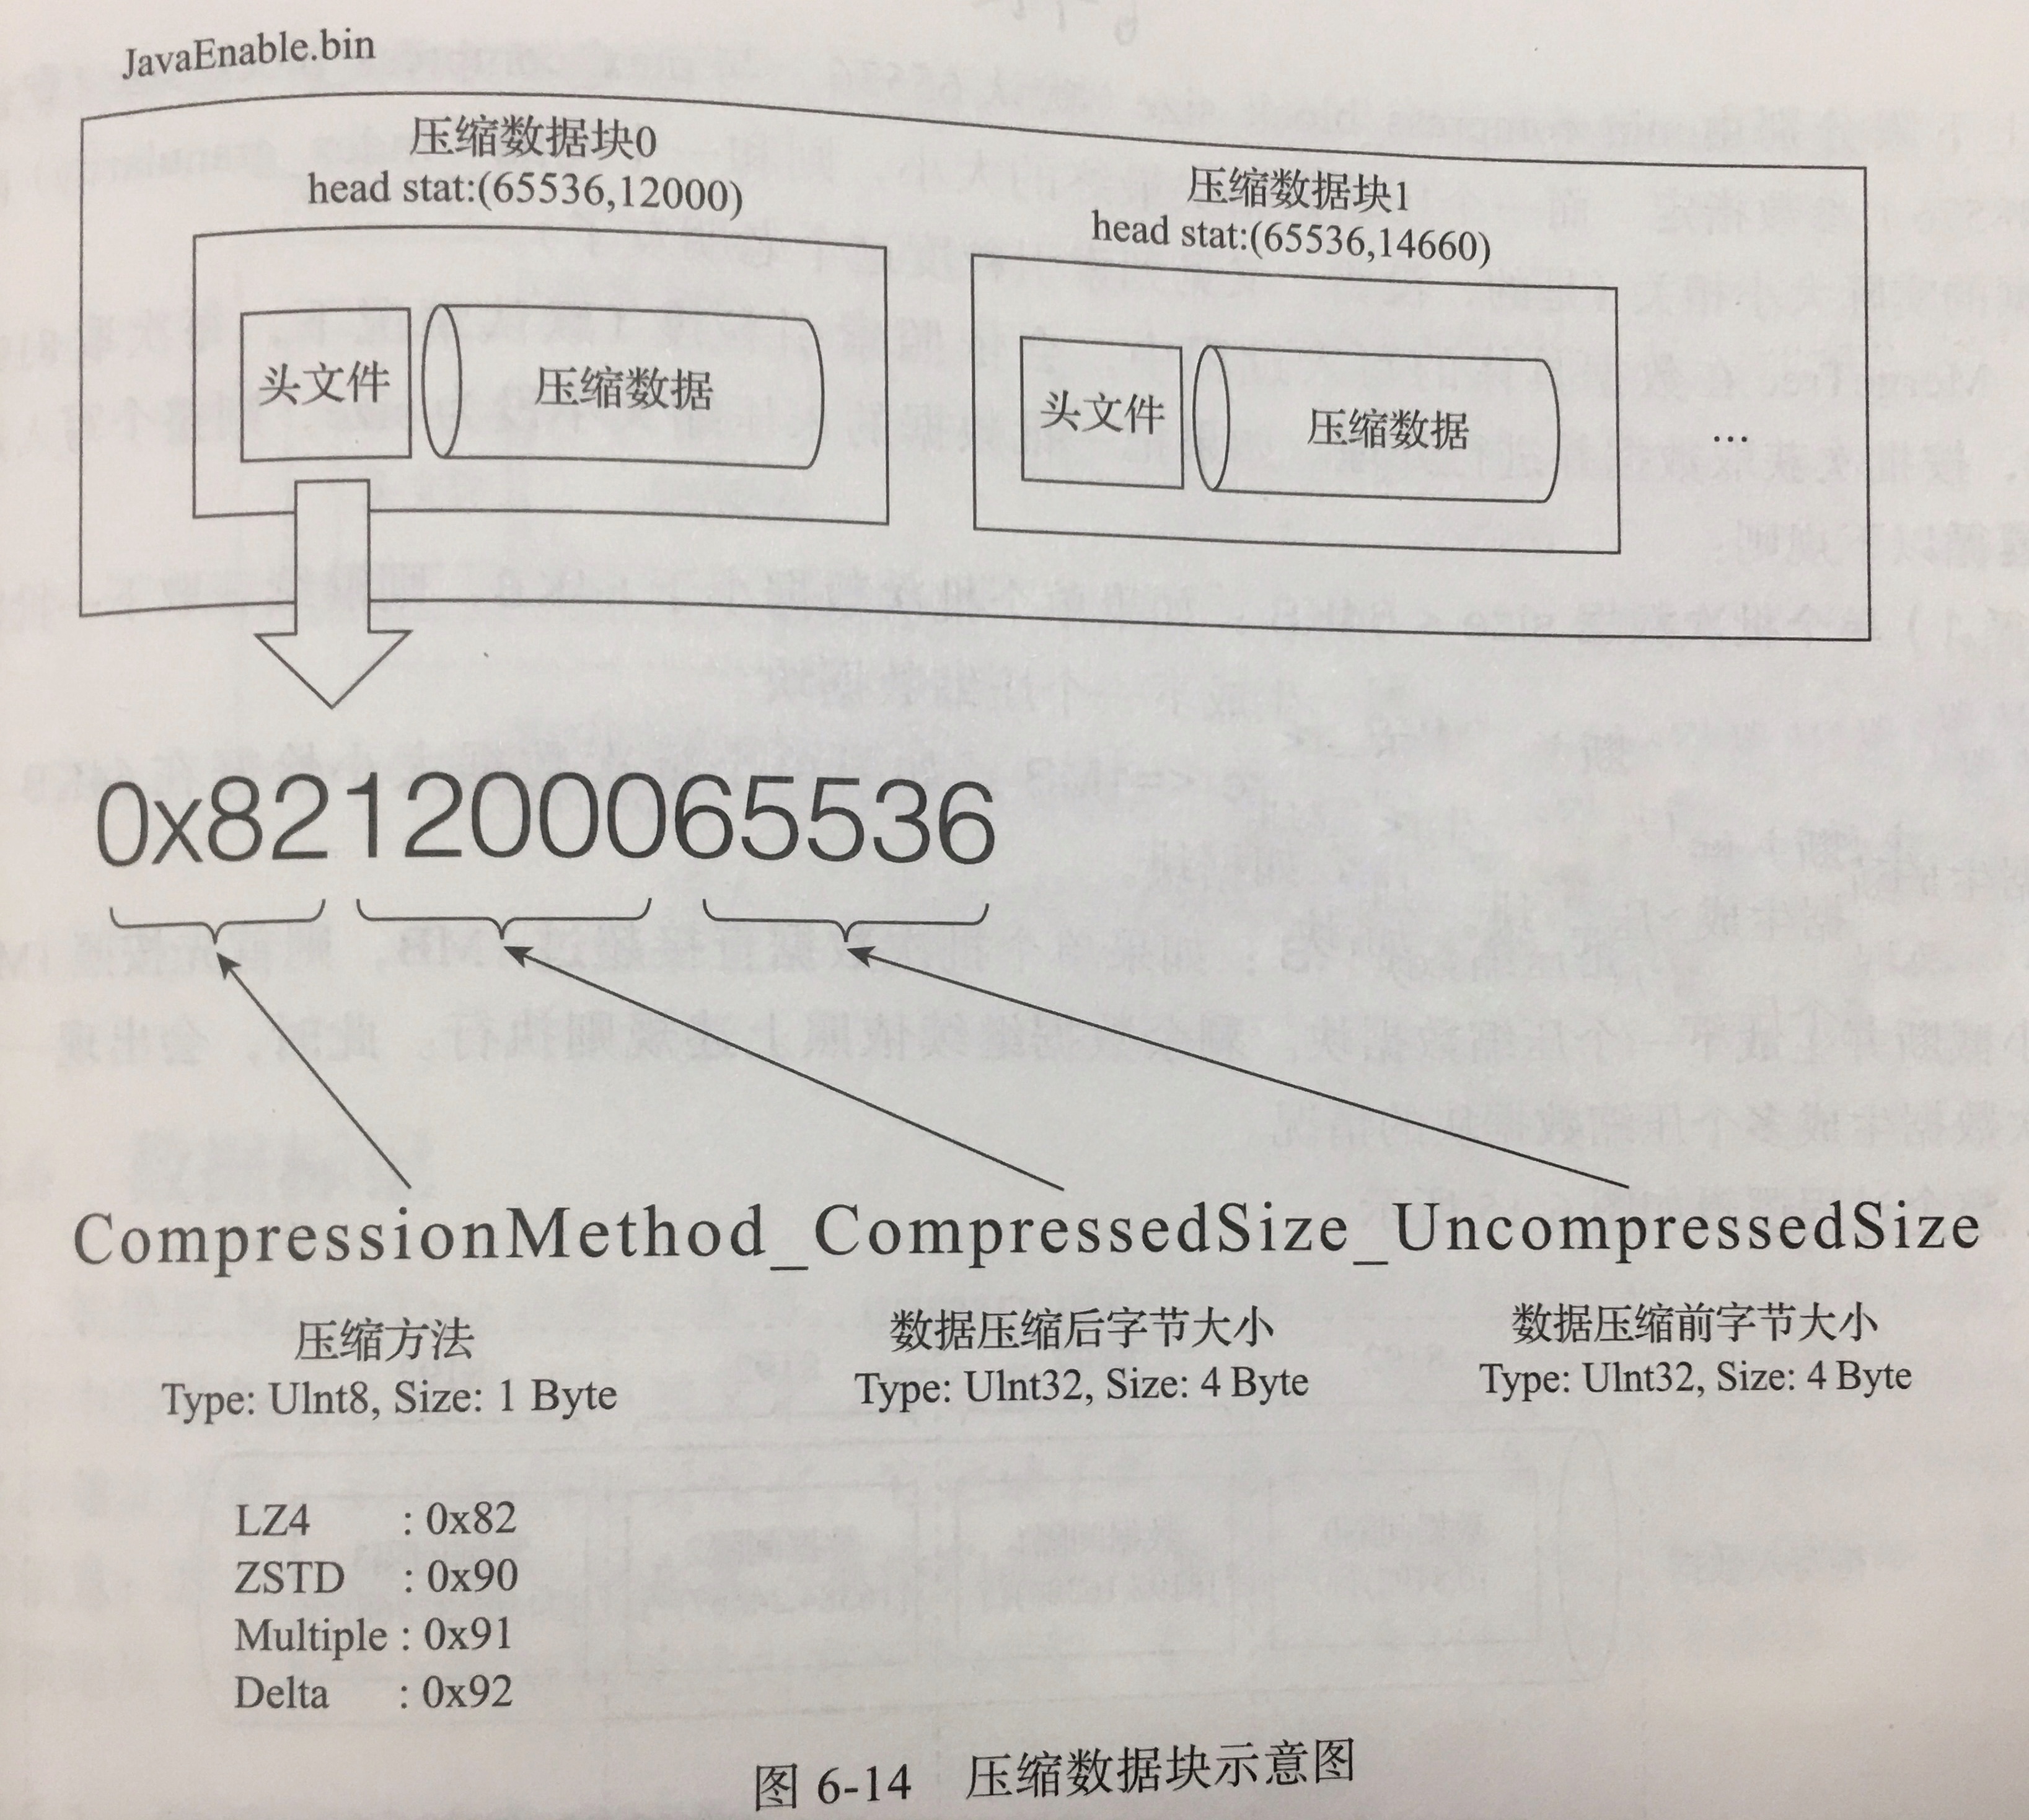 JavaEnable.bin
压缩数据块0
head stat:(65536,12000)
压缩数据块1
head stat:(65536,14660)
头文件
压缩数据
头文件
压缩数据
...
0x821200065536
CompressionMethod_CompressedSize_UncompressedSize
压缩方法
Type: UInt8, Size: 1 Byte
数据压缩后字节大小
Type: UInt32, Size: 4 Byte
数据压缩前字节大小
Type: UInt32, Size: 4 Byte
LZ4 : 0x82
ZSTD : 0x90
Multiple : 0x91
Delta : 0x92
图 6-14 压缩数据块示意图